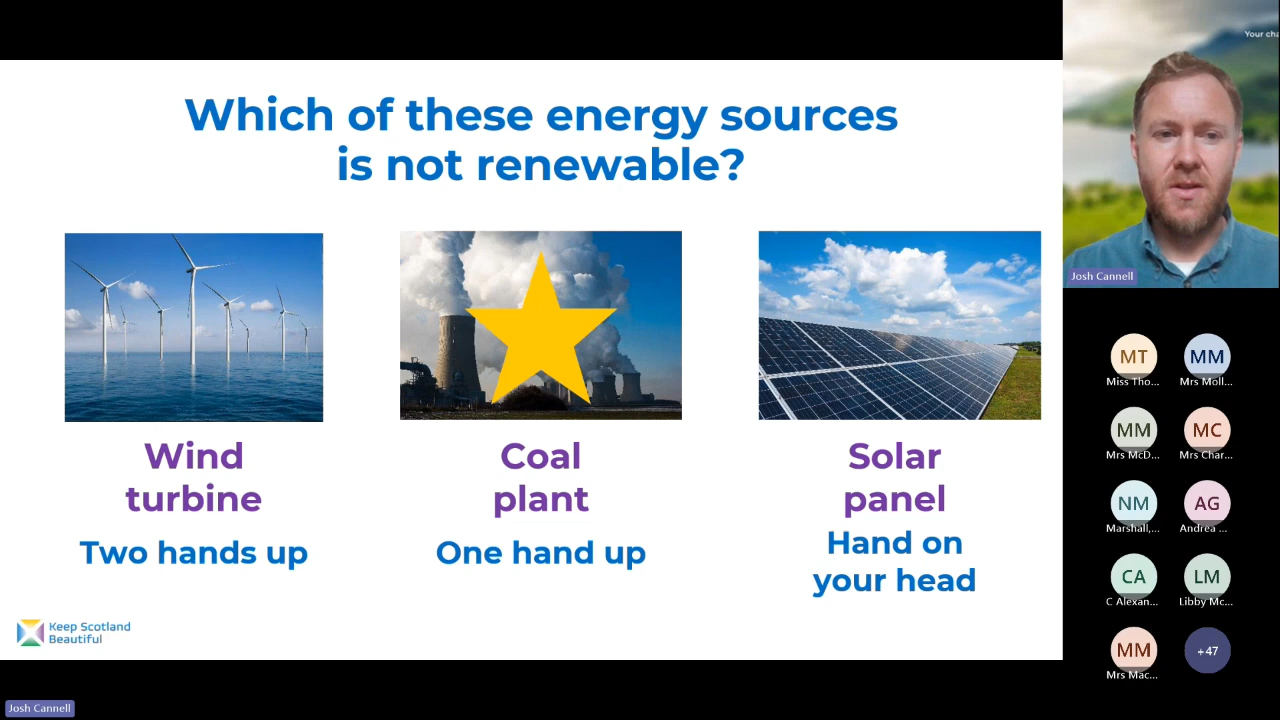 Which of these energy sources
is not renewable?
Wind
turbine
Two hands up
Coal
plant
One hand up
Solar
panel
Hand on
your head
Keep Scotland
Beautiful
Your cha
Josh Cannell
MT
Miss Tho...
MM
Mrs Moll...
MM
Mrs McD...
MC
Mrs Char...
NM
Marshall,...
AG
Andrea ...
CA
C Alexan...
LM
Libby Mc...
MM
Mrs Mac...
+47
Josh Cannell